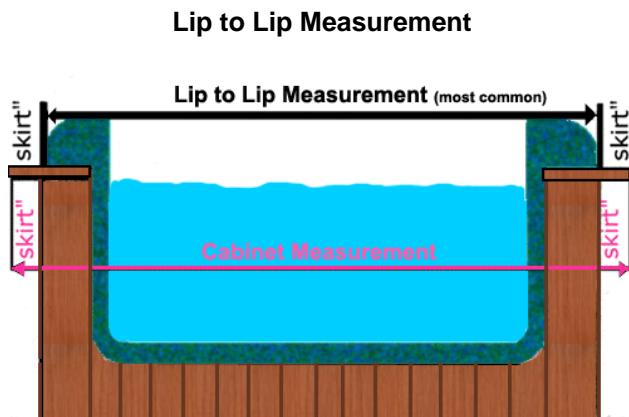 Lip to Lip Measurement
Lip to Lip Measurement (most common)
skirt"
skirt"
skirt"
skirt"
Cabinet Measurement